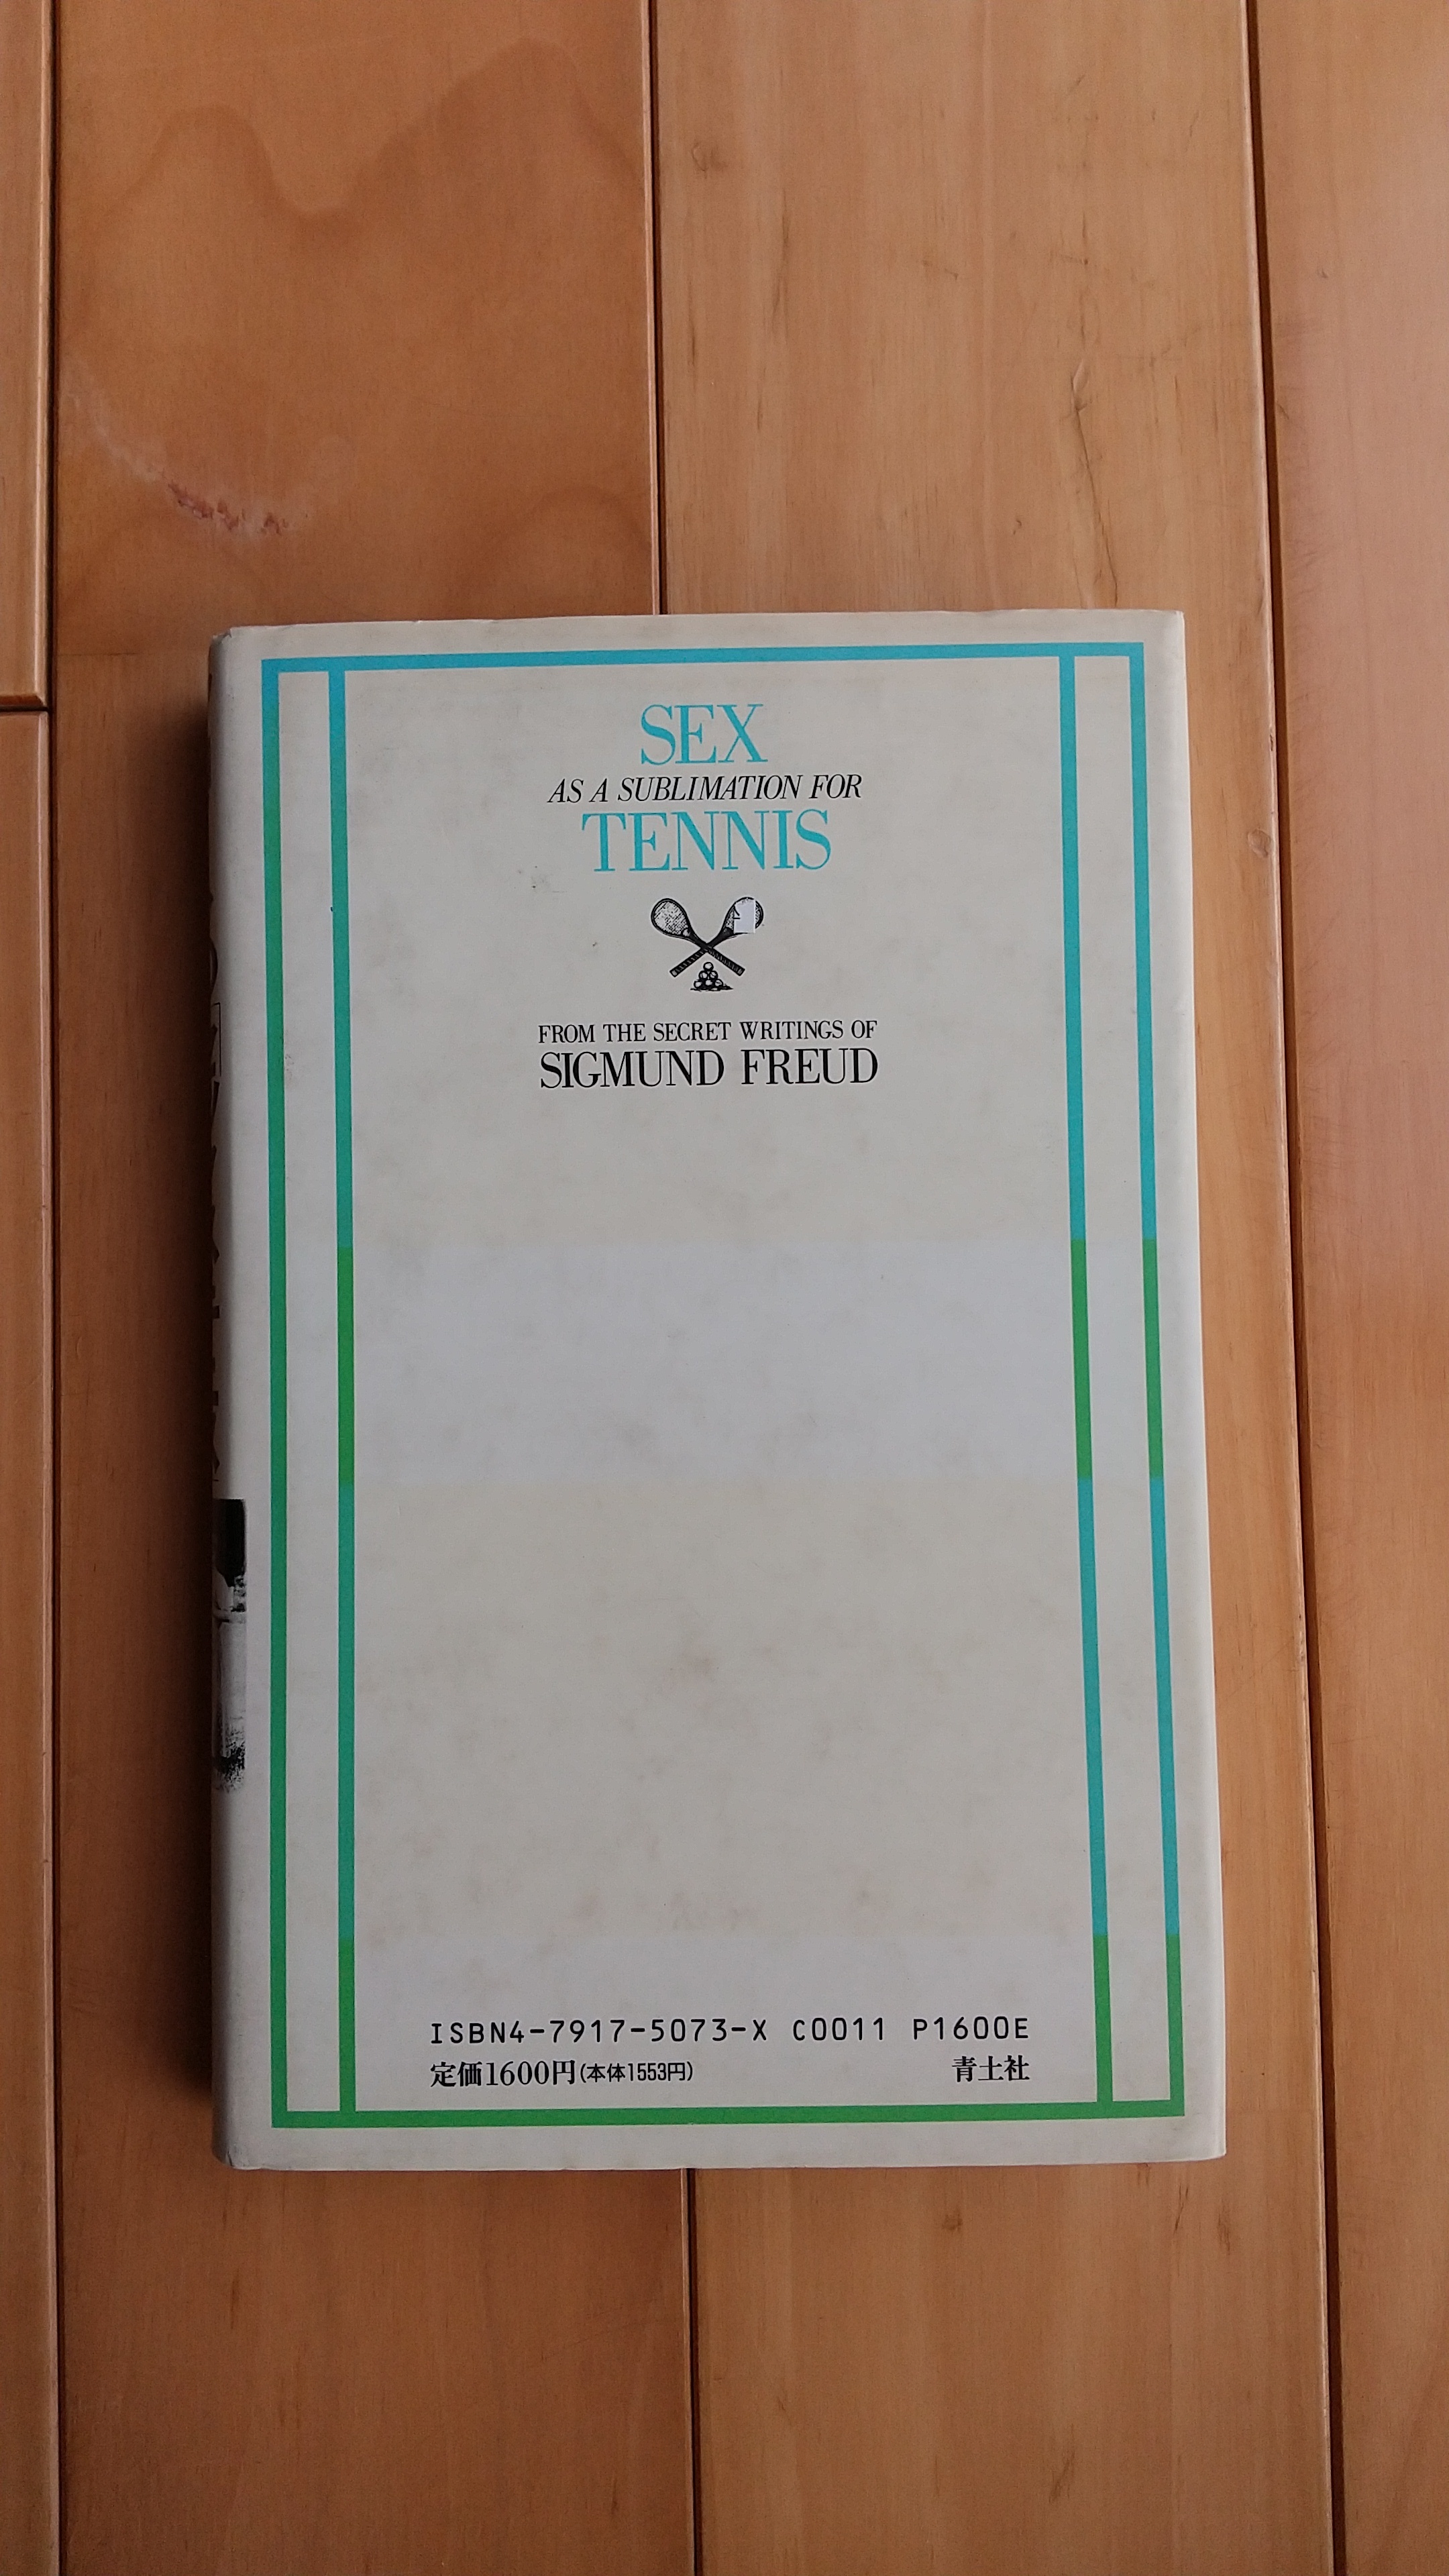 SEX
AS A SUBLIMATION FOR
TENNIS
FROM THE SECRET WRITINGS OF
SIGMUND FREUD
ISBN4-7917-5073-X C0011 P1600E
定価1600円(本体1553円)
青土社